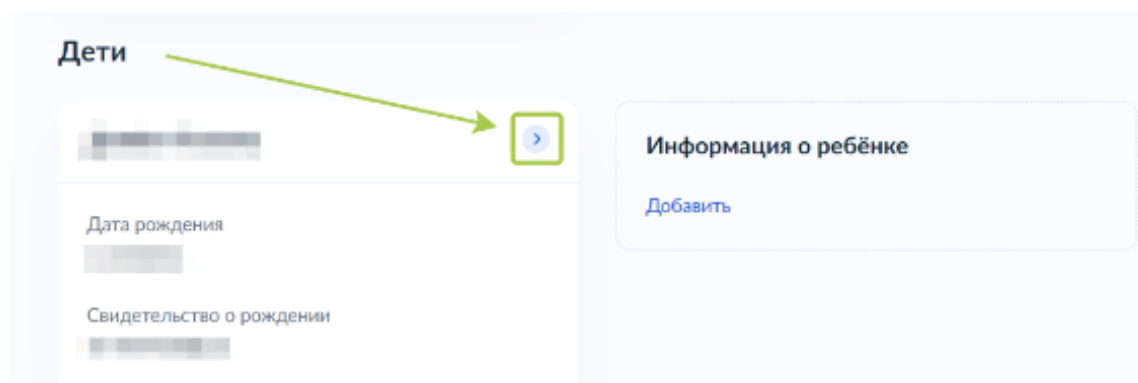 Дети
Информация о ребёнке
Добавить
Дата рождения
Свидетельство о рождении